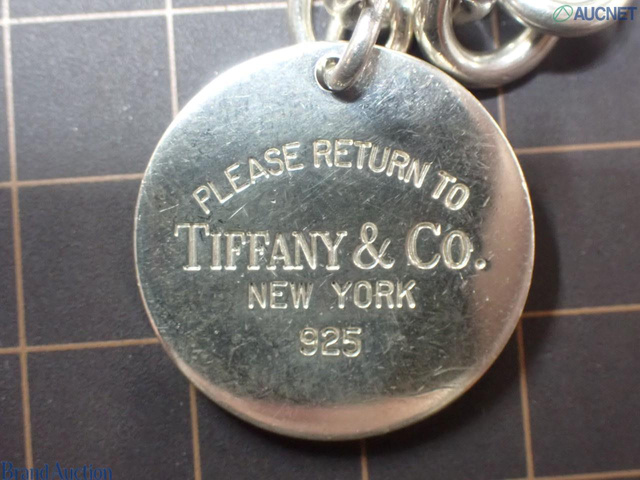 AUCNET
PLEASE RETURN TO
TIFFANY & CO.
NEW YORK
925
Brand Auction